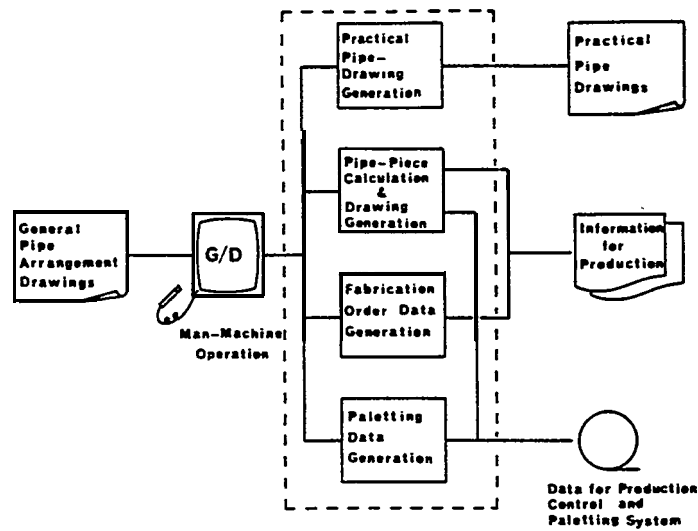 General
Pipe
Arrangement
Drawings
G/D
Man-Machine
Operation
Practical
Pipe-
Drawing
Generation
Pipe-Piece
Calculation
&
Drawing
Generation
Fabrication
Order Data
Generation
Paletting
Data
Generation
Practical
Pipe
Drawings
Information
for
Production
Data for Production
Control and
Paletting System